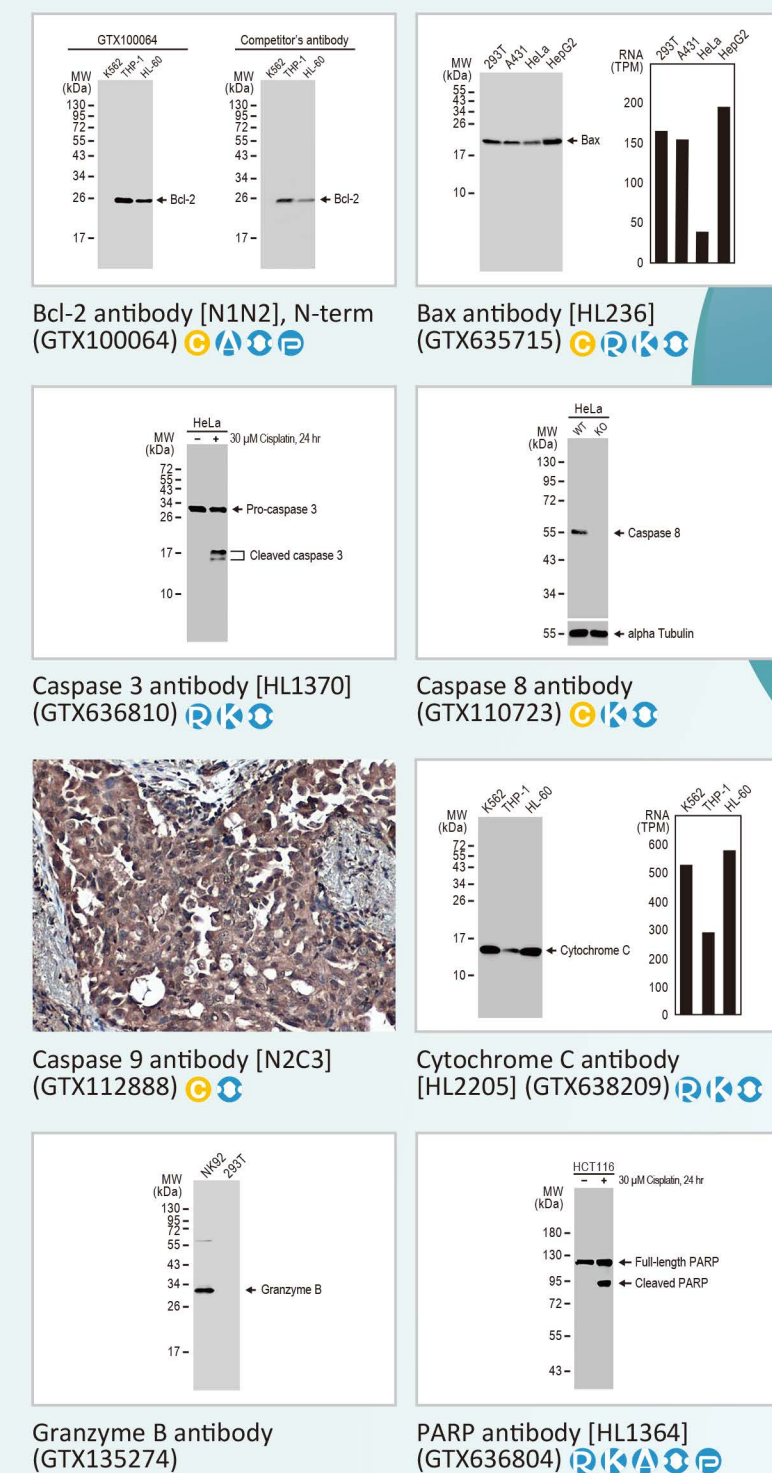 GTX100064 Competitor's antibody
K562 THP-1 HL-60 K562 THP-1 HL-60
MW (kDa) MW (kDa)
130 130
95 95
72 72
55 55
43 43
34 34
26 Bcl-2 26 Bcl-2
17 17
Bcl-2 antibody [N1N2], N-term
(GTX100064) C A P
293T A431 HeLa HepG2
MW (kDa)
55
43
34
26
Bax
17
10
RNA (TPM)
293T A431 HeLa HepG2
200
150
100
50
0
Bax antibody [HL236]
(GTX635715) C R K
HeLa
MW (kDa)
- + 30 µM Cisplatin, 24 hr
72
55
43
34
26 Pro-caspase 3
17 Cleaved caspase 3
10
Caspase 3 antibody [HL1370]
(GTX636810) R K
HeLa
MW (kDa)
WT KO
130
95
72
55 Caspase 8
43
34
55 alpha Tubulin
Caspase 8 antibody
(GTX110723) C K
Caspase 9 antibody [N2C3]
(GTX112888) C
K562 THP-1 HL-60
MW (kDa)
72
55
43
34
26
17
Cytochrome C
10
RNA (TPM)
K562 THP-1 HL-60
600
500
400
300
200
100
0
Cytochrome C antibody
[HL2205] (GTX638209) R K
NK92 293T
MW (kDa)
130
95
72
55
43
34 Granzyme B
26
17
Granzyme B antibody
(GTX135274)
HCT116
- + 30 µM Cisplatin, 24 hr
MW (kDa)
180
130 Full-length PARP
95 Cleaved PARP
72
55
43
PARP antibody [HL1364]
(GTX636804) R K A P